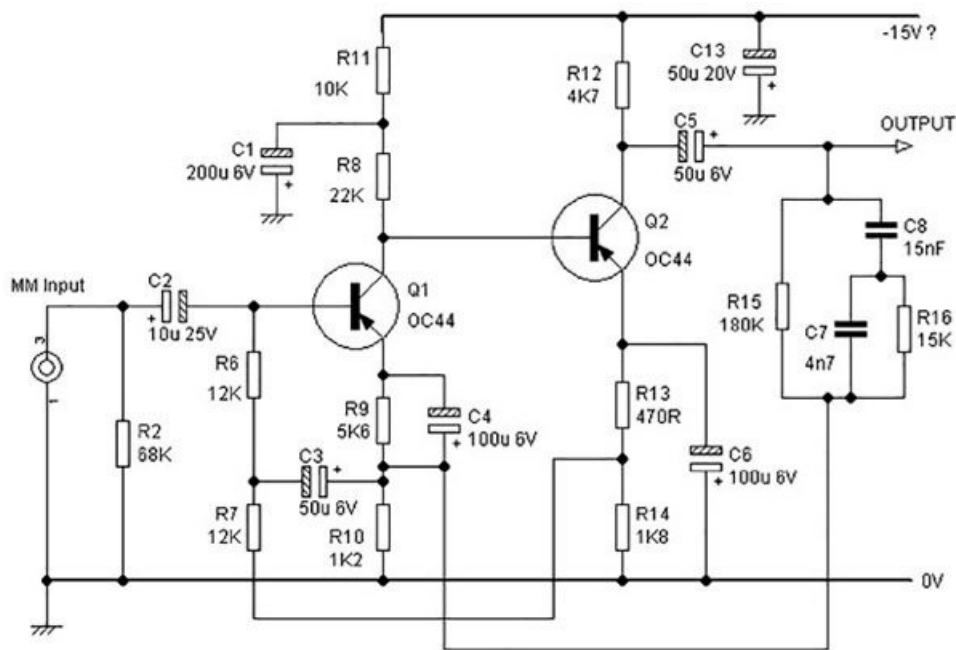 -15V ?
R11
10K
R12
4K7
C13
50u 20V
+
C5
+
50u 6V
OUTPUT
C1
200u 6V
+
R8
22K
Q2
OC44
C8
15nF
MM Input
C2
+
10u 25V
Q1
OC44
R15
180K
C7
4n7
R16
15K
3
1
R6
12K
R9
5K6
C4
100u 6V
+
R13
470R
R2
68K
C3
+
50u 6V
C6
100u 6V
+
R7
12K
R10
1K2
R14
1K8
0V